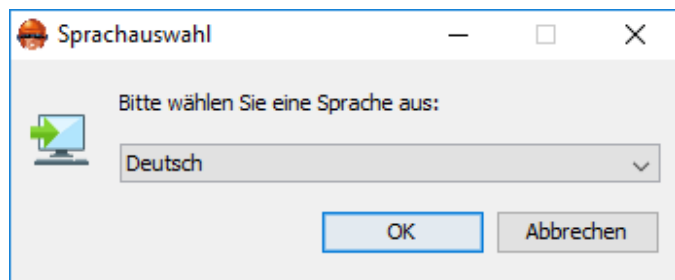 Sprachauswahl
Bitte wählen Sie eine Sprache aus:
Deutsch
OK Abbrechen